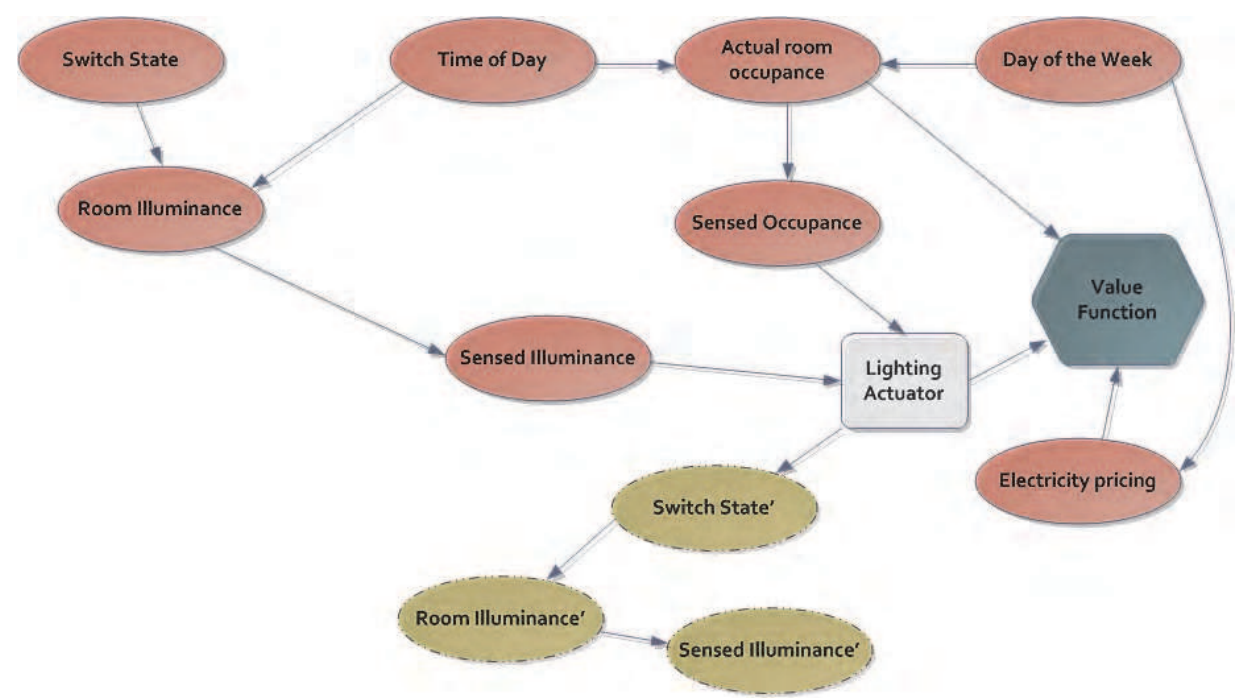 Switch State
Time of Day
Actual room
occupance
Day of the Week
Room Illuminance
Sensed Occupance
Value
Function
Sensed Illuminance
Lighting
Actuator
Electricity pricing
Switch State’
Room Illuminance’
Sensed Illuminance’